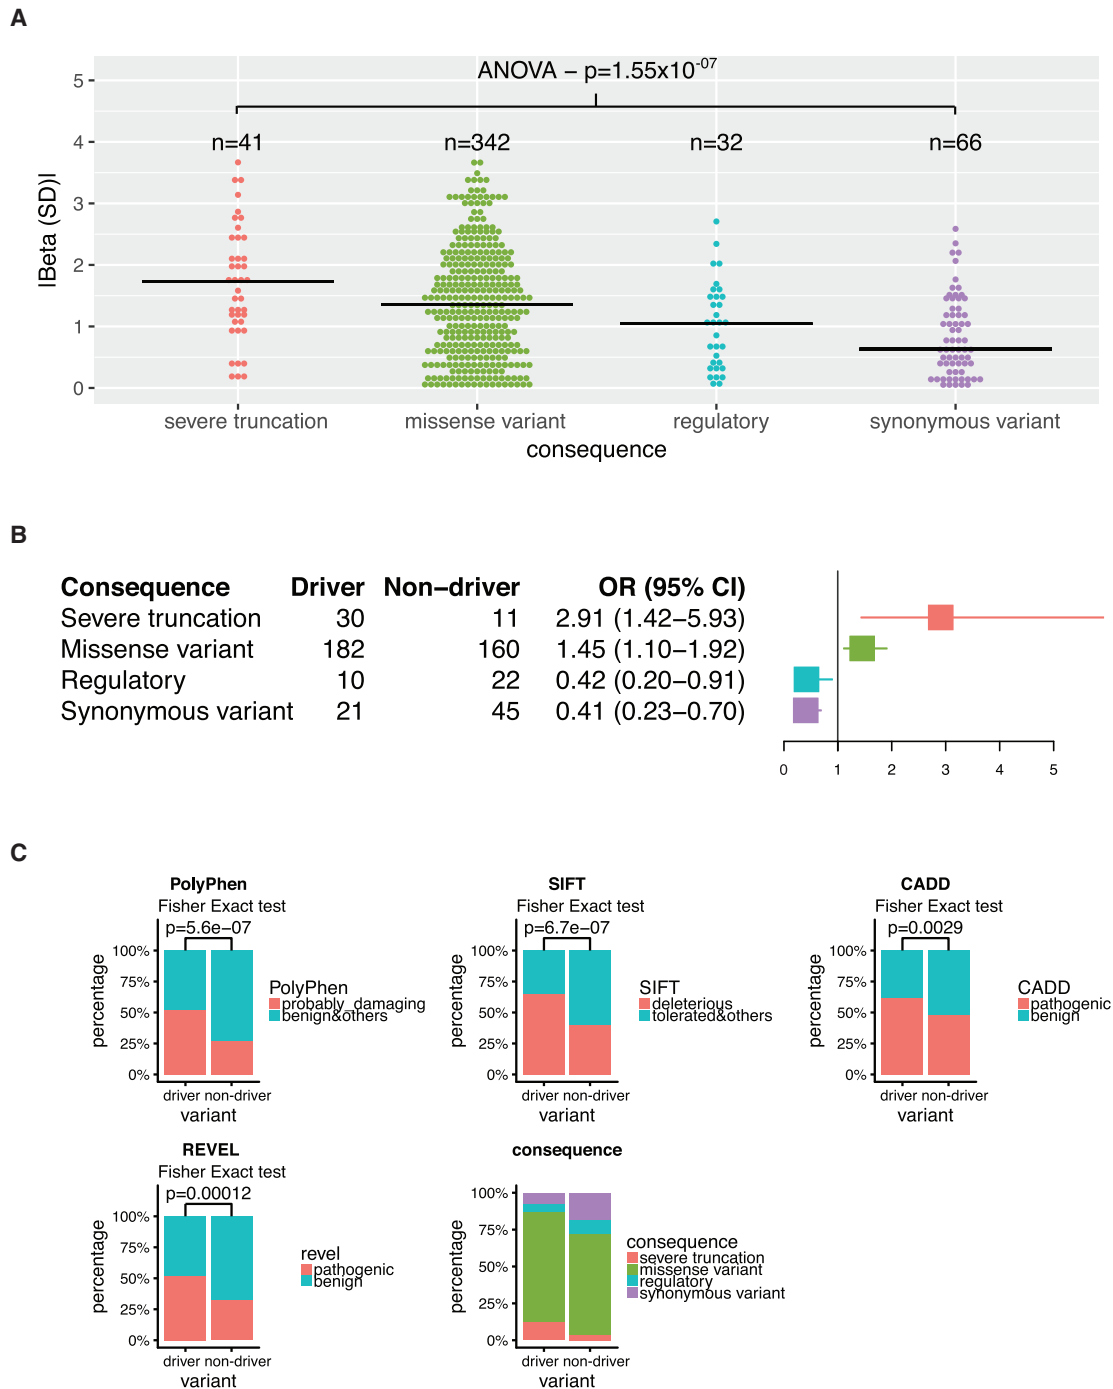 A
ANOVA − p=1.55x10-07
n=41 n=342 n=32 n=66
5
4
3
2
1
0
|Beta (SD)|
severe truncation missense variant regulatory synonymous variant
consequence
B
Consequence Driver Non−driver OR (95% CI)
Severe truncation 30 11 2.91 (1.42−5.93)
Missense variant 182 160 1.45 (1.10−1.92)
Regulatory 10 22 0.42 (0.20−0.91)
Synonymous variant 21 45 0.41 (0.23−0.70)
0 1 2 3 4 5
C
PolyPhen
Fisher Exact test
p=5.6e−07
100%
75%
50%
25%
0%
percentage
driver non-driver
variant
PolyPhen
probably_damaging
benign&others
SIFT
Fisher Exact test
p=6.7e−07
100%
75%
50%
25%
0%
percentage
driver non-driver
variant
SIFT
deleterious
tolerated&others
CADD
Fisher Exact test
p=0.0029
100%
75%
50%
25%
0%
percentage
driver non-driver
variant
CADD
pathogenic
benign
REVEL
Fisher Exact test
p=0.00012
100%
75%
50%
25%
0%
percentage
driver non-driver
variant
revel
pathogenic
benign
consequence
100%
75%
50%
25%
0%
percentage
driver non-driver
variant
consequence
severe truncation
missense variant
regulatory
synonymous variant